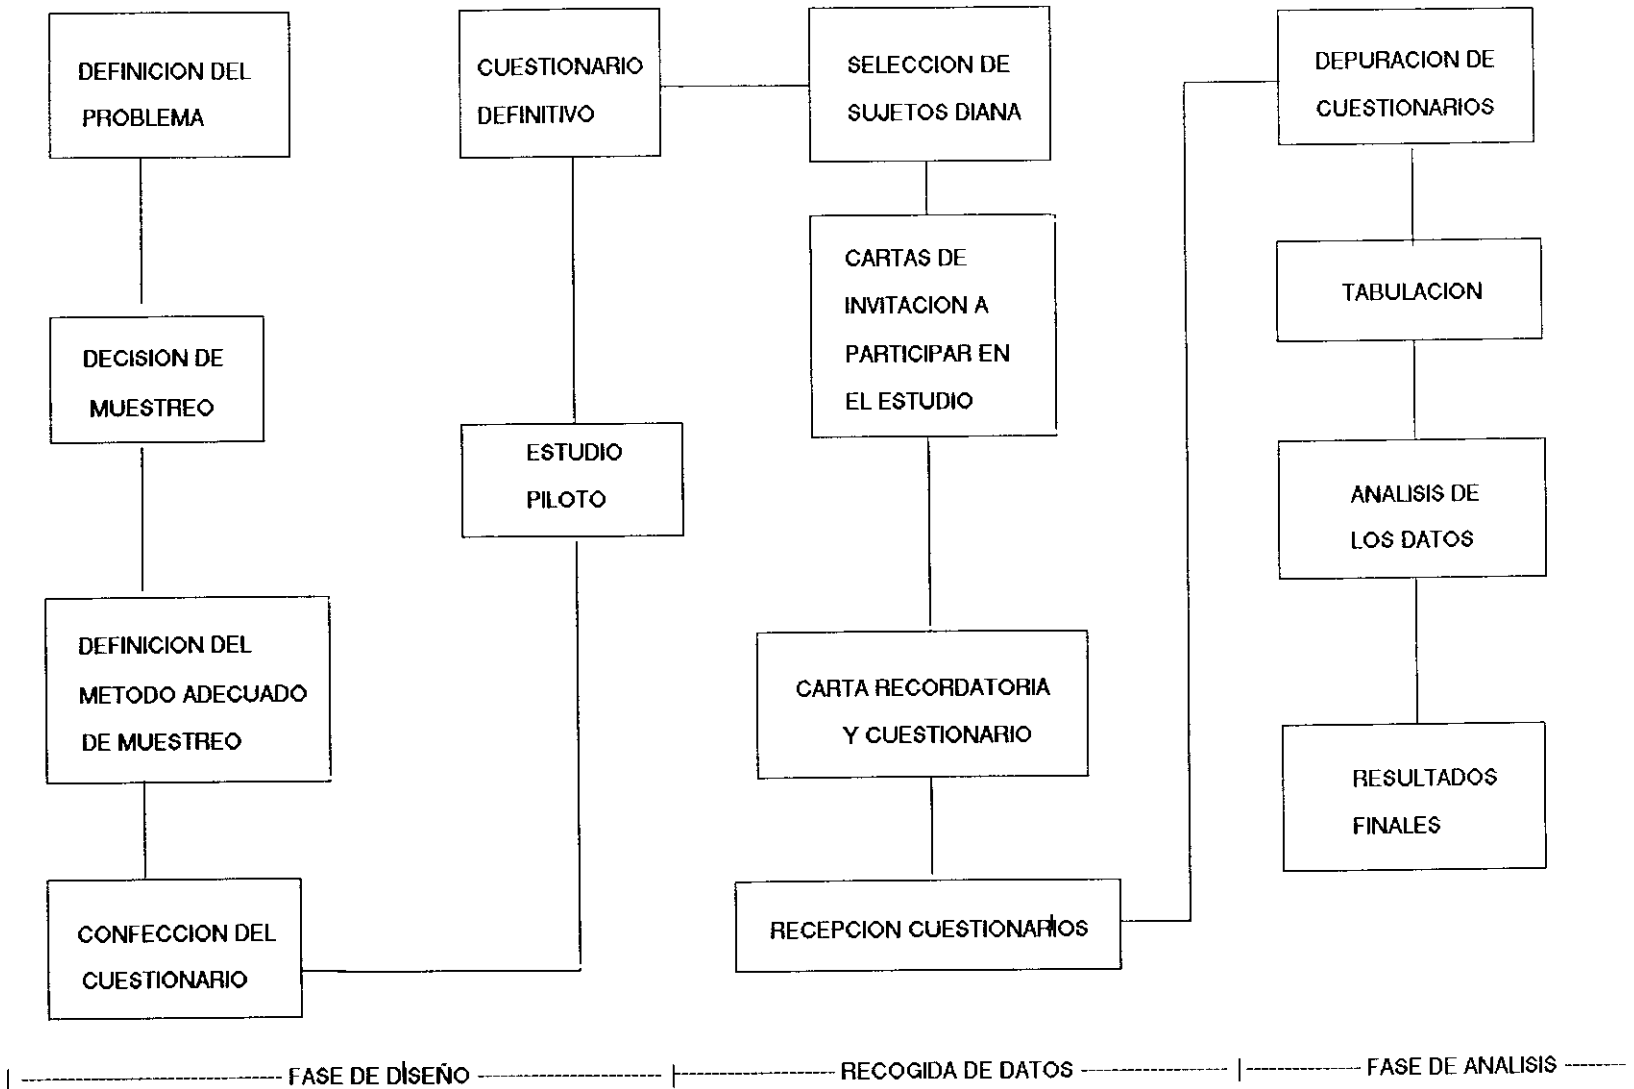 DEFINICION DEL
PROBLEMA
DECISION DE
MUESTREO
DEFINICION DEL
METODO ADECUADO
DE MUESTREO
CONFECCION DEL
CUESTIONARIO
CUESTIONARIO
DEFINITIVO
ESTUDIO
PILOTO
SELECCION DE
SUJETOS DIANA
CARTAS DE
INVITACION A
PARTICIPAR EN
EL ESTUDIO
CARTA RECORDATORIA
Y CUESTIONARIO
RECEPCION CUESTIONARIOS
DEPURACION DE
CUESTIONARIOS
TABULACION
ANALISIS DE
LOS DATOS
RESULTADOS
FINALES
FASE DE DISEÑO
RECOGIDA DE DATOS
FASE DE ANALISIS